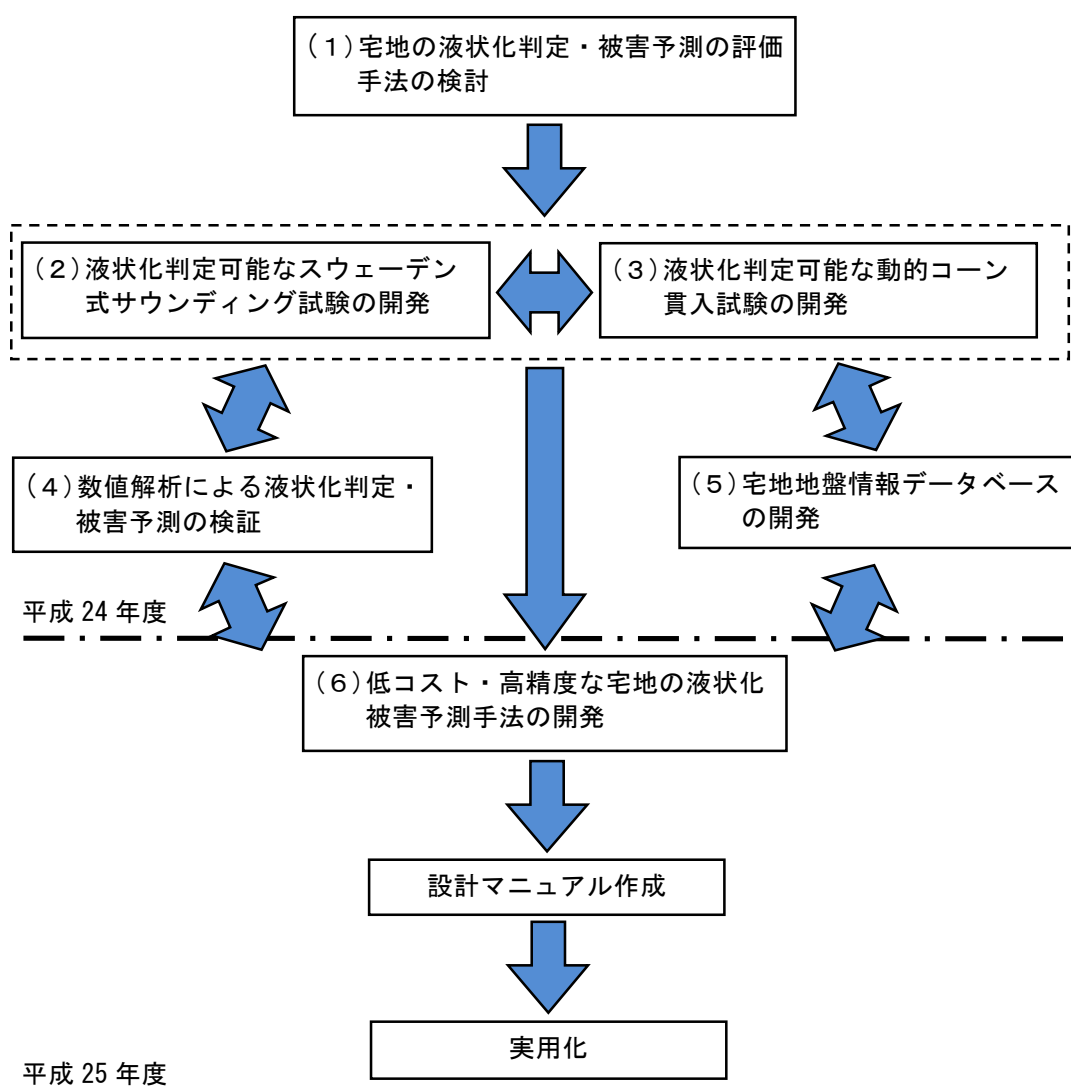 （１）宅地の液状化判定・被害予測の評価
手法の検討
（２）液状化判定可能なスウェーデン
式サウンディング試験の開発
（３）液状化判定可能な動的コーン
貫入試験の開発
（４）数値解析による液状化判定・
被害予測の検証
（５）宅地地盤情報データベース
の開発
平成 24 年度
（６）低コスト・高精度な宅地の液状化
被害予測手法の開発
設計マニュアル作成
実用化
平成 25 年度